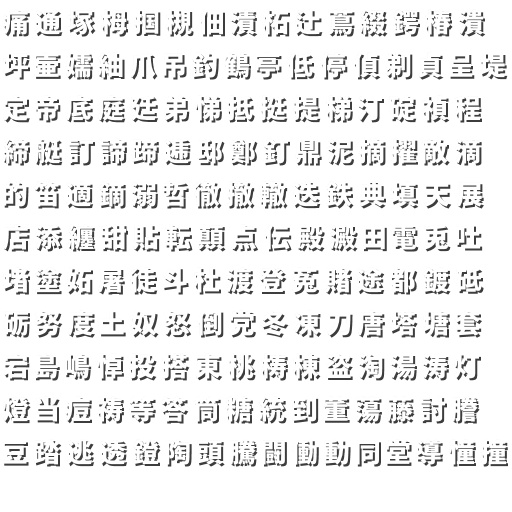 痛通塚栂掴槻佃漬柘辻蔦綴鍔椿潰
坪壷嬬紬爪吊釣鶴亭低停偵剃貞呈堤
定帝底庭廷弟悌抵挺提梯汀碇禎程
締艇訂諦蹄逓邸鄭釘鼎泥摘擢敵滴
的笛適鏑溺哲徹撤轍迭鉄典填天展
店添纏甜貼転顛点伝殿澱田電兎吐
堵塗妬屠徒斗杜渡登菟賭途都鍍砥
砺努度土奴怒倒党冬凍刀唐塔塘套
宕島嶋悼投搭東桃梼棟盗淘湯涛灯
燈当痘祷等答筒糖統到董蕩藤討謄
豆踏逃透鐙陶頭騰闘働動同堂導憧撞